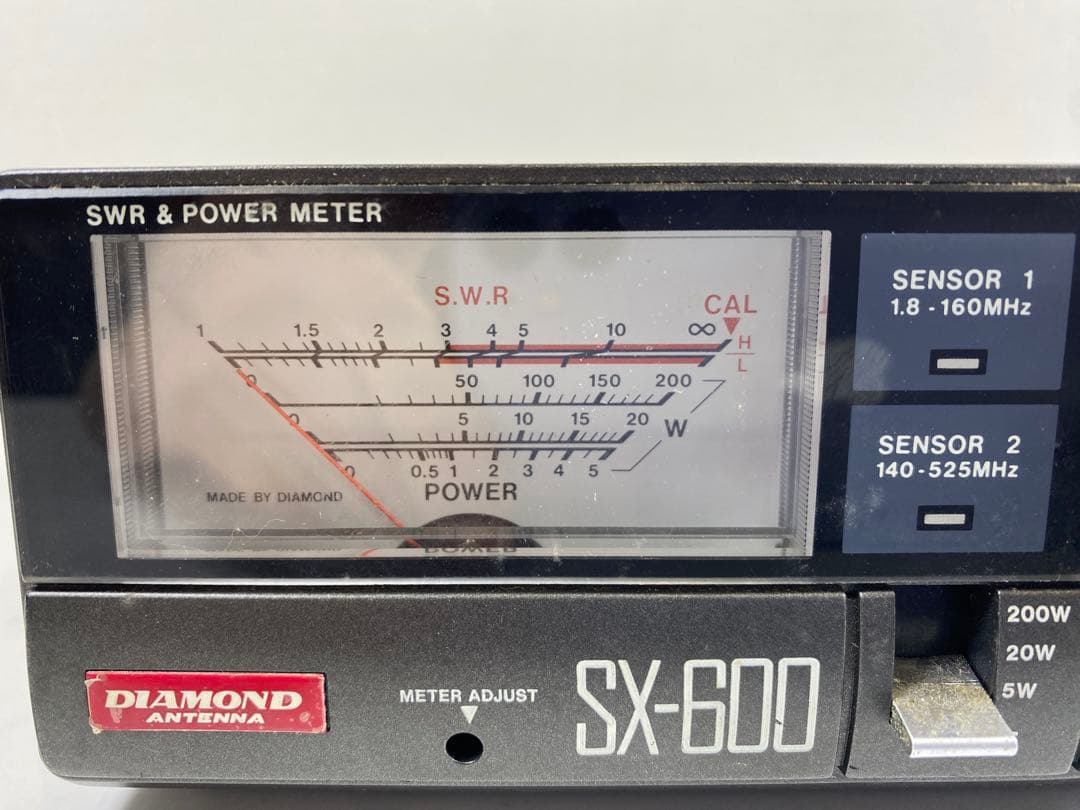 SWR & POWER METER
S.W.R
CAL
1 1.5 2 3 4 5 10 ∞
H
L
0 50 100 150 200
0 5 10 15 20
W
0 0.5 1 2 3 4 5
MADE BY DIAMOND
POWER
SENSOR 1
1.8 - 160MHz
SENSOR 2
140 - 525MHz
DIAMOND
ANTENNA
METER ADJUST
SX-600
200W
20W
5W